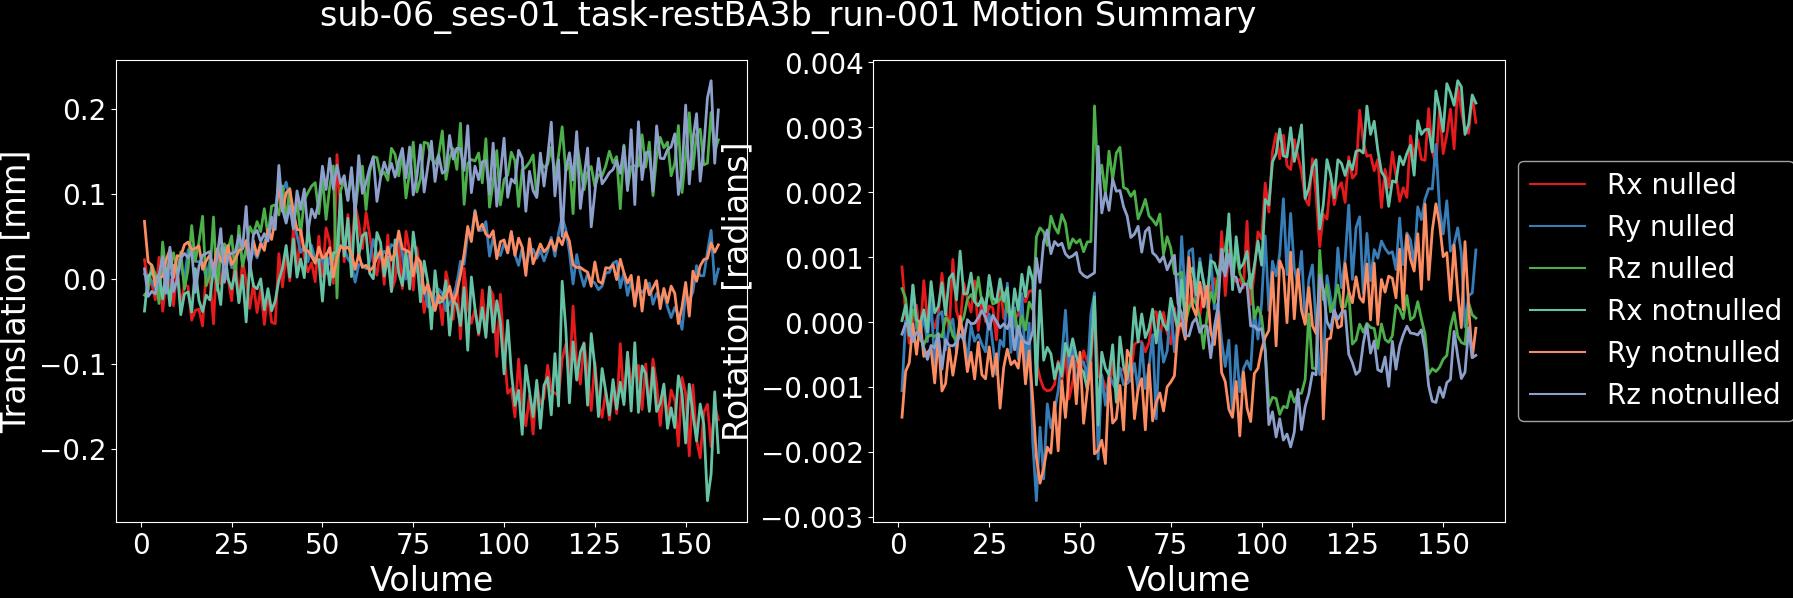 sub-06_ses-01_task-restBA3b_run-001 Motion Summary
Translation [mm]
0.2
0.1
0.0
−0.1
−0.2
0 25 50 75 100 125 150
Volume
Rotation [radians]
0.004
0.003
0.002
0.001
0.000
−0.001
−0.002
−0.003
0 25 50 75 100 125 150
Volume
Rx nulled
Ry nulled
Rz nulled
Rx notnulled
Ry notnulled
Rz notnulled